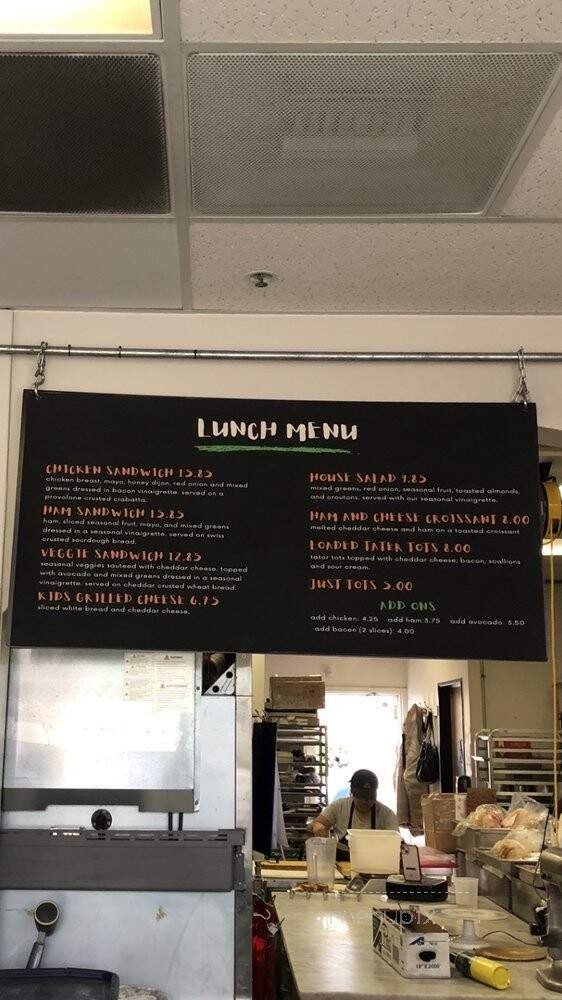 LUNCH MENU
CHICKEN SANDWICH 13.85
chicken breast, mayo, honey dijon, red onion and mixed
greens dressed in bacon vinaigrette. served on a
provolone crusted ciabatta.
HAM SANDWICH 13.85
ham, sliced seasonal fruit, mayo, and mixed greens
dressed in a seasonal vinaigrette. served on swiss
crusted sourdough bread.
VEGGIE SANDWICH 12.85
seasonal veggies sauteed with cheddar cheese. topped
with avocado and mixed greens dressed in a seasonal
vinaigrette. served on cheddar crusted wheat bread.
KIDS GRILLED CHEESE 6.75
sliced white bread and cheddar cheese.
HOUSE SALAD 9.85
mixed greens, red onion, seasonal fruit, toasted almonds,
and croutons. served with our seasonal vinaigrette.
HAM AND CHEESE CROISSANT 8.00
melted cheddar cheese and ham on a toasted croissant
LOADED TATER TOTS 8.00
tator tots topped with cheddar cheese, bacon, scallions
and sour cream.
JUST TOTS 5.00
ADD ONS
add chicken: 4.25 add ham:3.75 add avocado: 3.50
add bacon (2 slices): 4.00